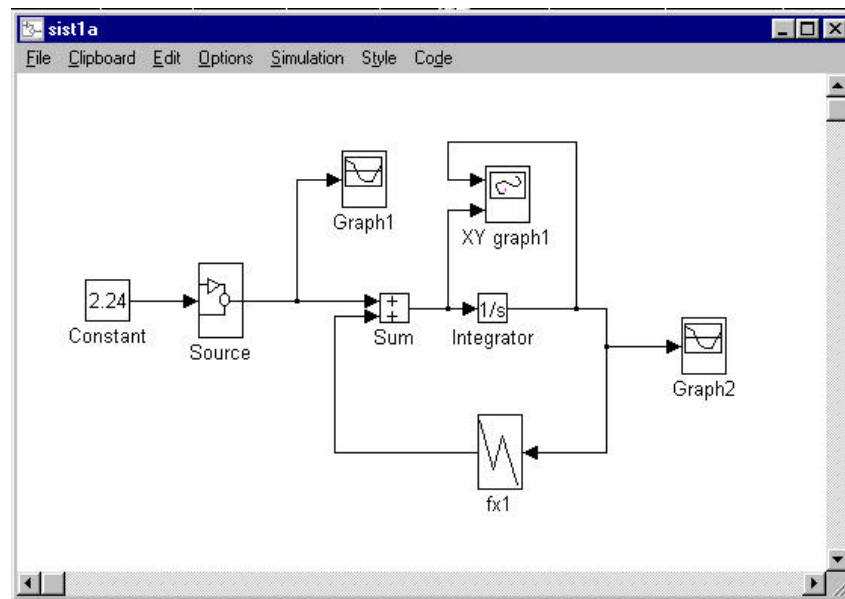 sist1a
File Clipboard Edit Options Simulation Style Code
Graph1
XY graph1
2.24
Constant
Source
+
+
Sum
1/s
Integrator
Graph2
fx1